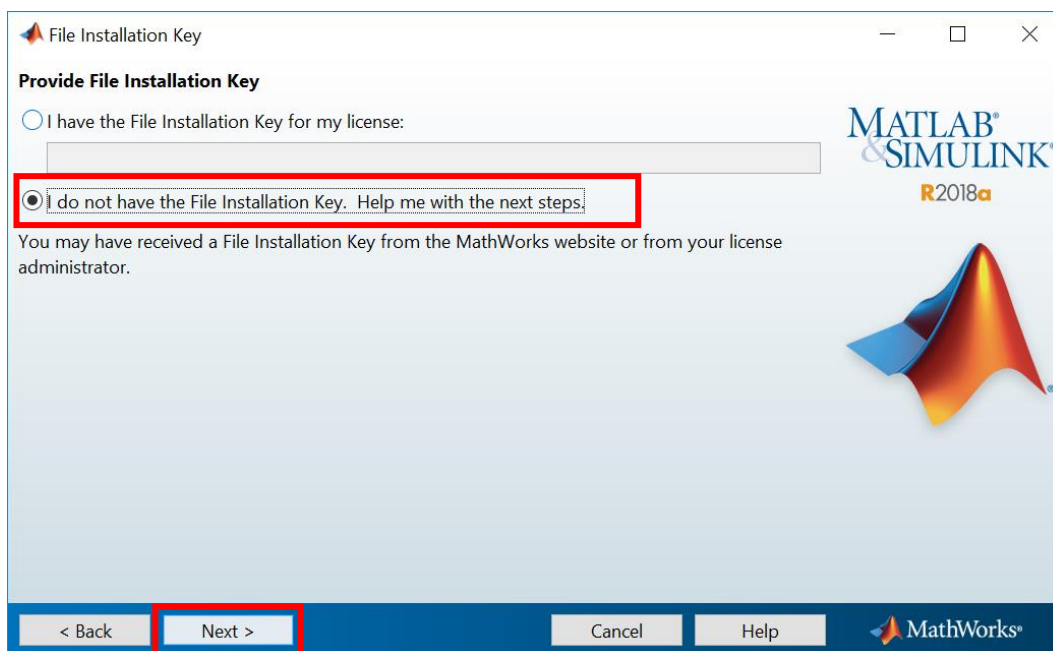 File Installation Key
Provide File Installation Key
I have the File Installation Key for my license:
MATLAB®
&SIMULINK®
R2018a
I do not have the File Installation Key. Help me with the next steps.
You may have received a File Installation Key from the MathWorks website or from your license
administrator.
< Back
Next >
Cancel
Help
MathWorks®